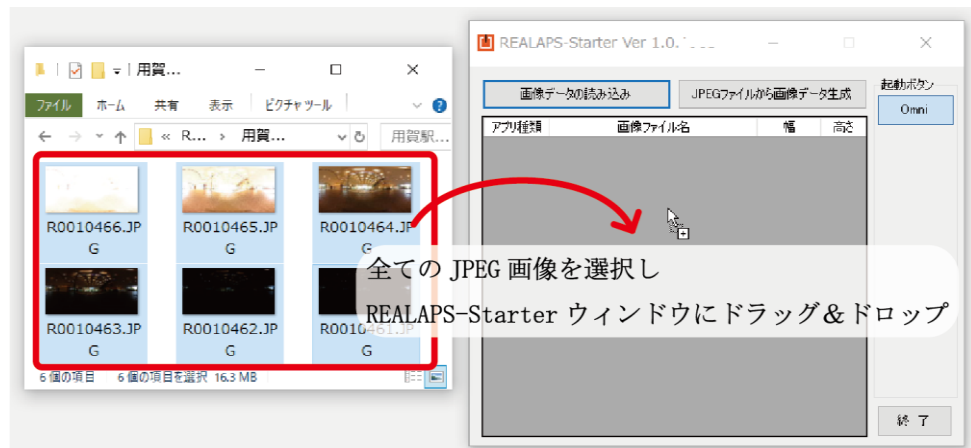 用賀...
ファイル ホーム 共有 表示 ピクチャ ツール
« R... › 用賀...
用賀駅...
R0010466.JPG
R0010465.JPG
R0010464.JPG
R0010463.JPG
R0010462.JPG
R0010461.JPG
6 個の項目 6 個の項目を選択 16.3 MB
REALAPS-Starter Ver 1.0.
画像データの読み込み
JPEGファイルから画像データ生成
起動ボタン
Omni
アプリ種類 画像ファイル名 幅 高さ
全ての JPEG 画像を選択し
REALAPS-Starter ウィンドウにドラッグ&ドロップ
終 了